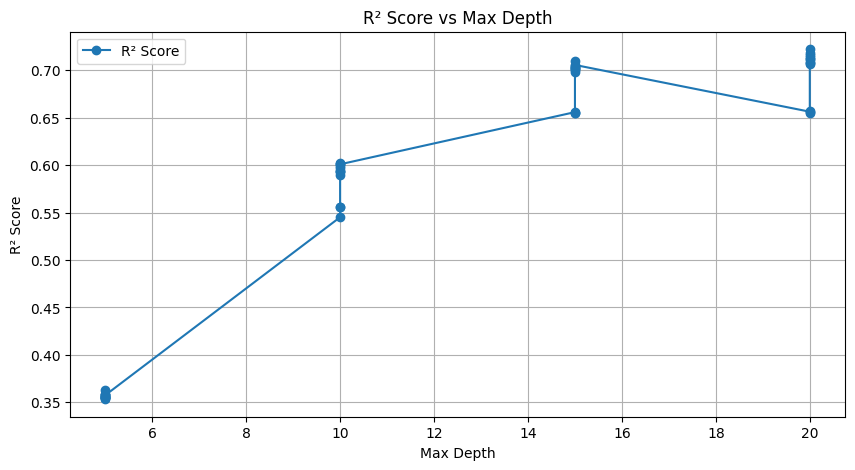 R² Score vs Max Depth
R² Score
0.70
0.65
0.60
0.55
0.50
0.45
0.40
0.35
R² Score
6 8 10 12 14 16 18 20
Max Depth